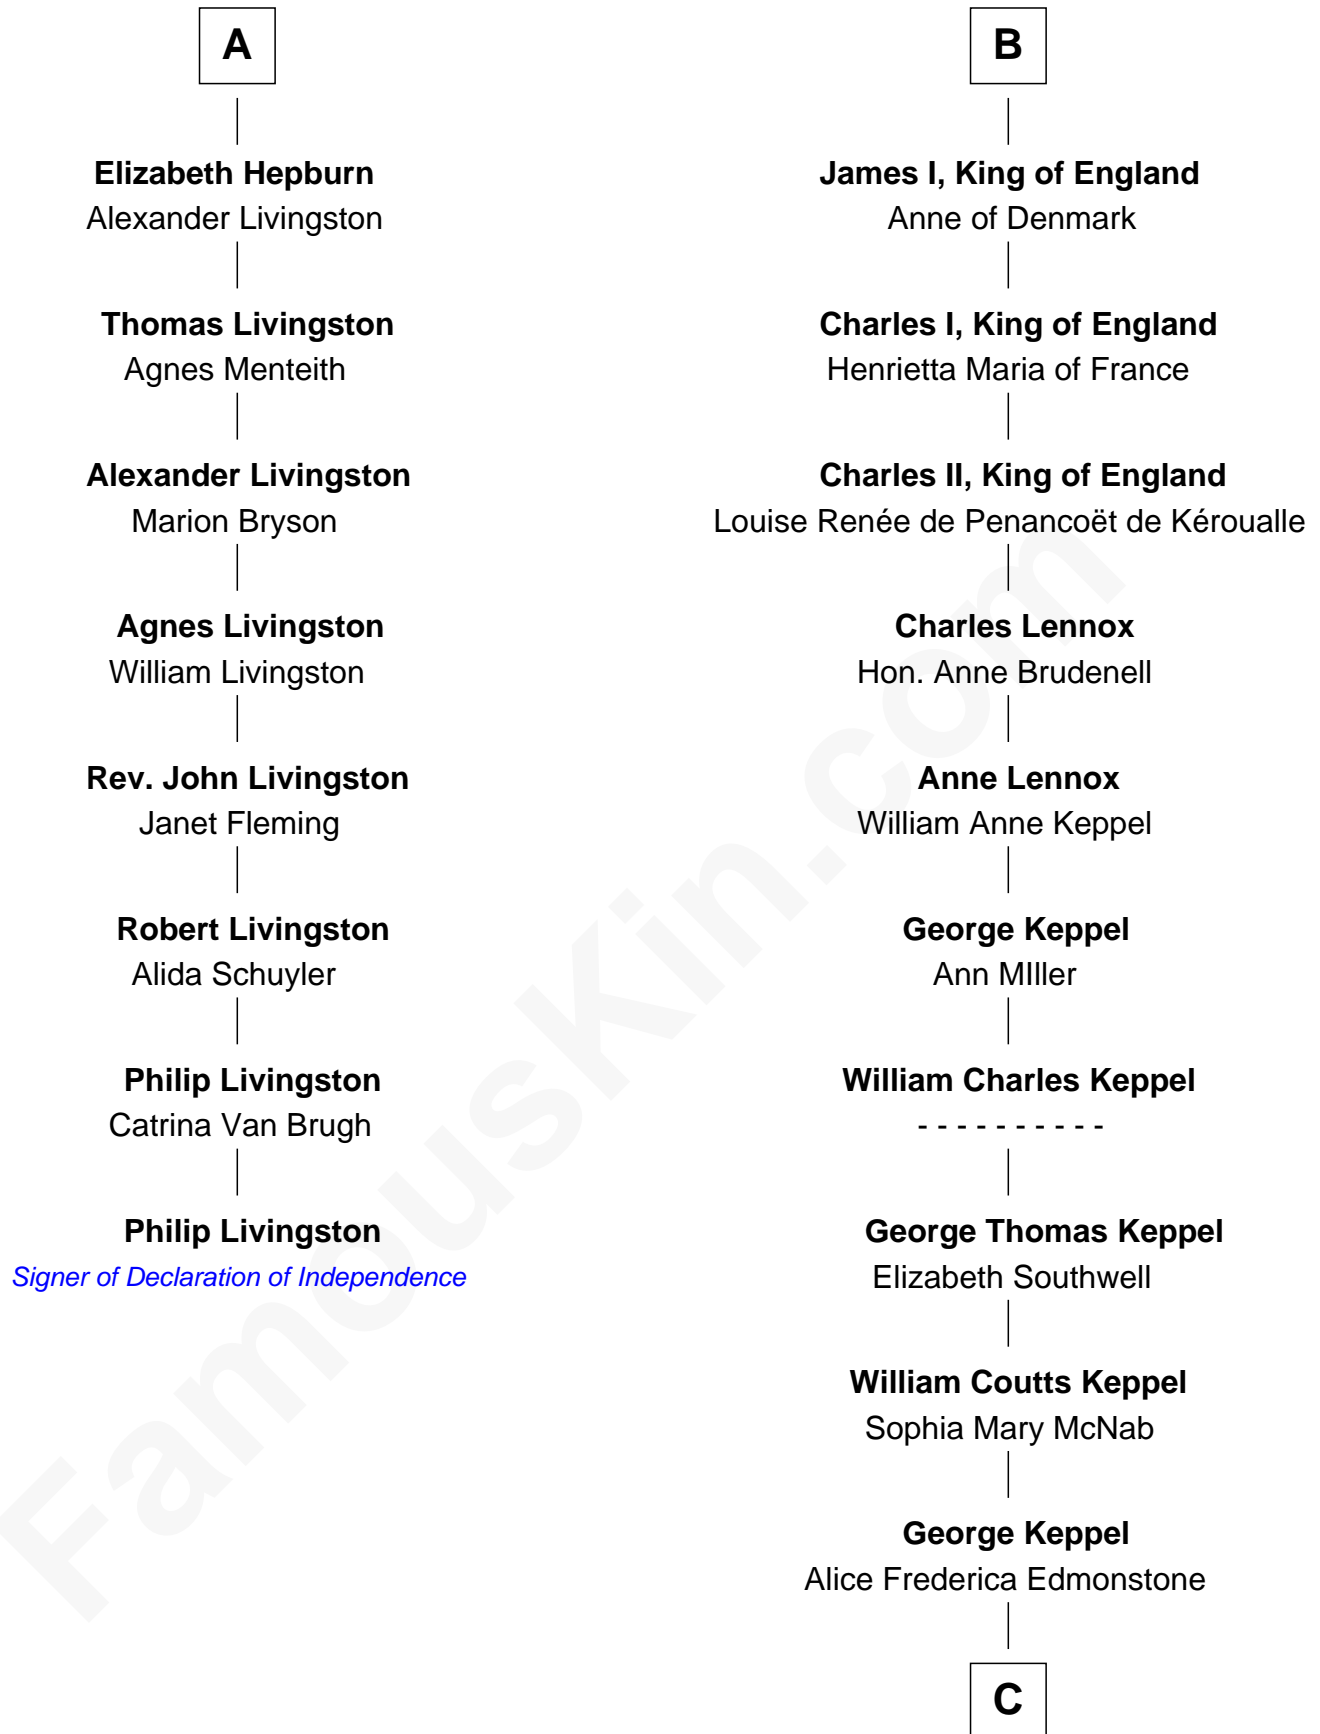 A
Elizabeth Hepburn
Alexander Livingston
Thomas Livingston
Agnes Menteith
Alexander Livingston
Marion Bryson
Agnes Livingston
William Livingston
Rev. John Livingston
Janet Fleming
Robert Livingston
Alida Schuyler
Philip Livingston
Catrina Van Brugh
Philip Livingston
Signer of Declaration of Independence
B
James I, King of England
Anne of Denmark
Charles I, King of England
Henrietta Maria of France
Charles II, King of England
Louise Renée de Penancoët de Kéroualle
Charles Lennox
Hon. Anne Brudenell
Anne Lennox
William Anne Keppel
George Keppel
Ann MIller
William Charles Keppel
- - - - - - - - - -
George Thomas Keppel
Elizabeth Southwell
William Coutts Keppel
Sophia Mary McNab
George Keppel
Alice Frederica Edmonstone
C
FamousKin.com